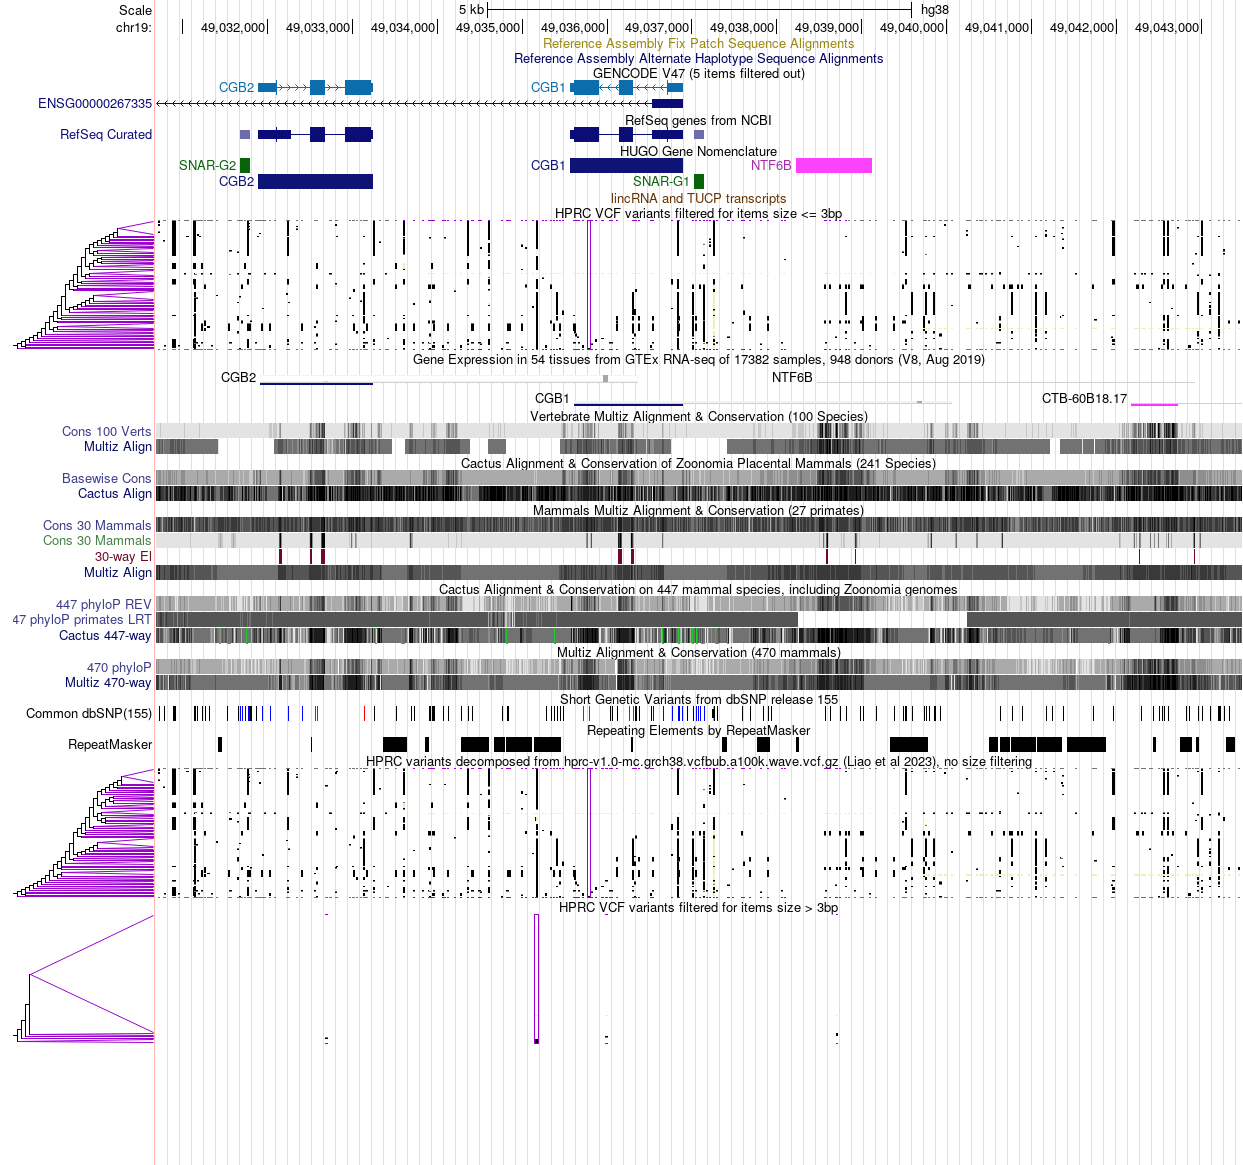 Scale 5 kb hg38
chr19: 49,032,000 49,033,000 49,034,000 49,035,000 49,036,000 49,037,000 49,038,000 49,039,000 49,040,000 49,041,000 49,042,000 49,043,000
Reference Assembly Fix Patch Sequence Alignments
Reference Assembly Alternate Haplotype Sequence Alignments
GENCODE V47 (5 items filtered out)
CGB2 CGB1
ENSG00000267335
RefSeq genes from NCBI
RefSeq Curated
HUGO Gene Nomenclature
SNAR-G2 CGB1 NTF6B
CGB2 SNAR-G1
lincRNA and TUCP transcripts
HPRC VCF variants filtered for items size <= 3bp
Gene Expression in 54 tissues from GTEx RNA-seq of 17382 samples, 948 donors (V8, Aug 2019)
CGB2 NTF6B
CGB1 CTB-60B18.17
Vertebrate Multiz Alignment & Conservation (100 Species)
Cons 100 Verts
Multiz Align
Cactus Alignment & Conservation of Zoonomia Placental Mammals (241 Species)
Basewise Cons
Cactus Align
Mammals Multiz Alignment & Conservation (27 primates)
Cons 30 Mammals
Cons 30 Mammals
30-way El
Multiz Align
Cactus Alignment & Conservation on 447 mammal species, including Zoonomia genomes
447 phyloP REV
47 phyloP primates LRT
Cactus 447-way
Multiz Alignment & Conservation (470 mammals)
470 phyloP
Multiz 470-way
Short Genetic Variants from dbSNP release 155
Common dbSNP(155)
Repeating Elements by RepeatMasker
RepeatMasker
HPRC variants decomposed from hprc-v1.0-mc.grch38.vcfbub.a100k.wave.vcf.gz (Liao et al 2023), no size filtering
HPRC VCF variants filtered for items size > 3bp